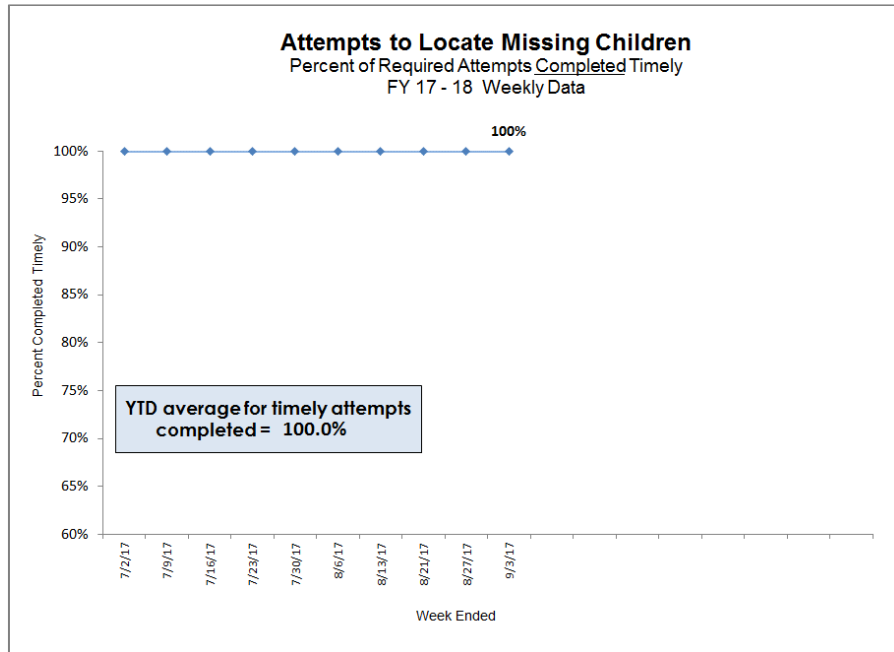 Attempts to Locate Missing Children
Percent of Required Attempts Completed Timely
FY 17 - 18 Weekly Data
100%
100%
95%
90%
85%
80%
75%
70%
65%
60%
Percent Completed Timely
YTD average for timely attempts
completed = 100.0%
7/2/17
7/9/17
7/16/17
7/23/17
7/30/17
8/6/17
8/13/17
8/21/17
8/27/17
9/3/17
Week Ended